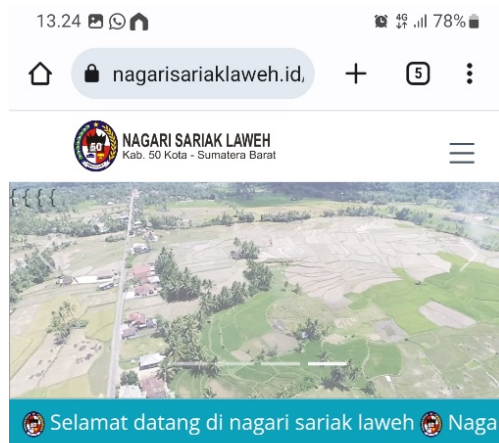 13.24 4G 78%
nagarisariaklaweh.id, 5
NAGARI SARIAK LAWEH
Kab. 50 Kota - Sumatera Barat
{ { { {
Selamat datang di nagari sariak laweh Naga